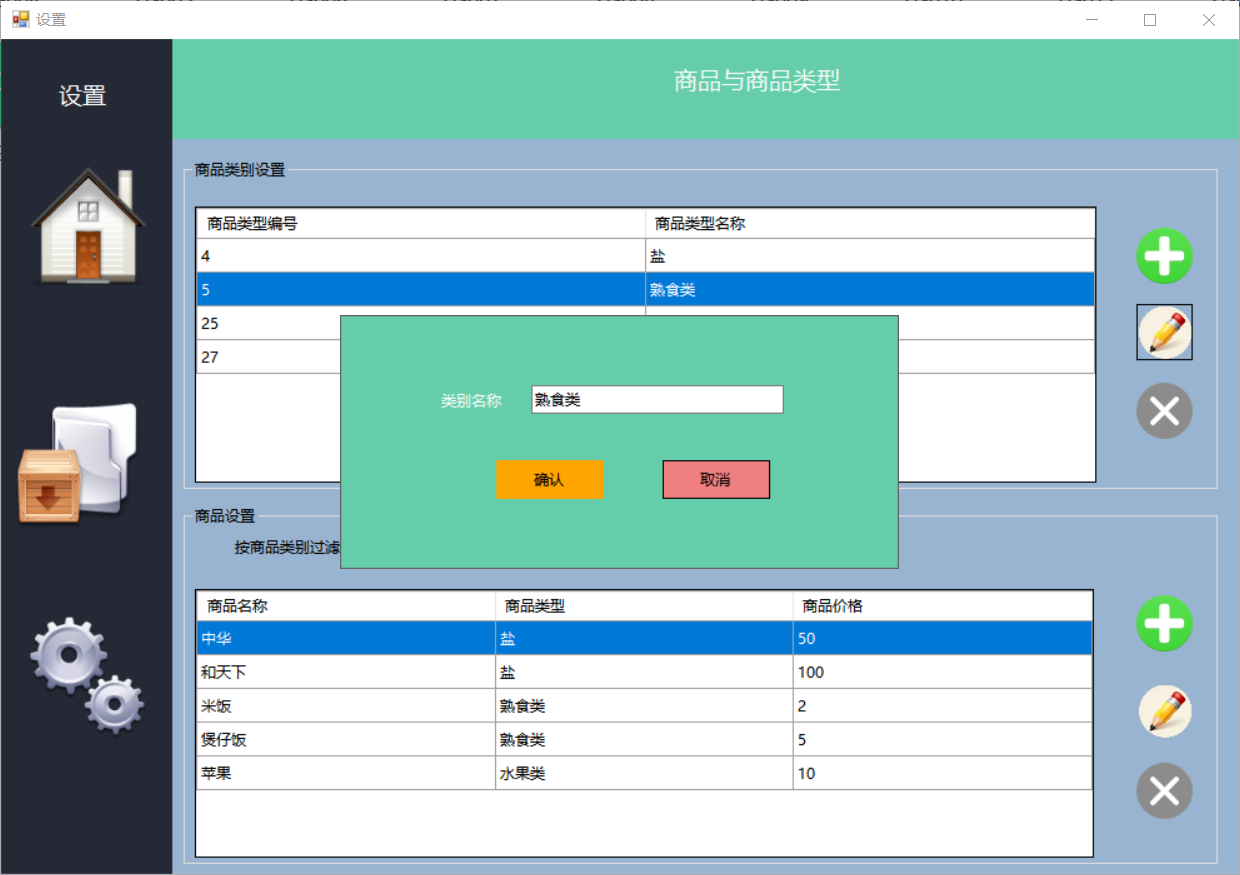 设置
设置
商品与商品类型
商品类别设置
商品类型编号 商品类型名称
4 盐
5 熟食类
25
27
类别名称 熟食类
确认 取消
商品设置
按商品类别过滤
商品名称 商品类型 商品价格
中华 盐 50
和天下 盐 100
米饭 熟食类 2
煲仔饭 熟食类 5
苹果 水果类 10